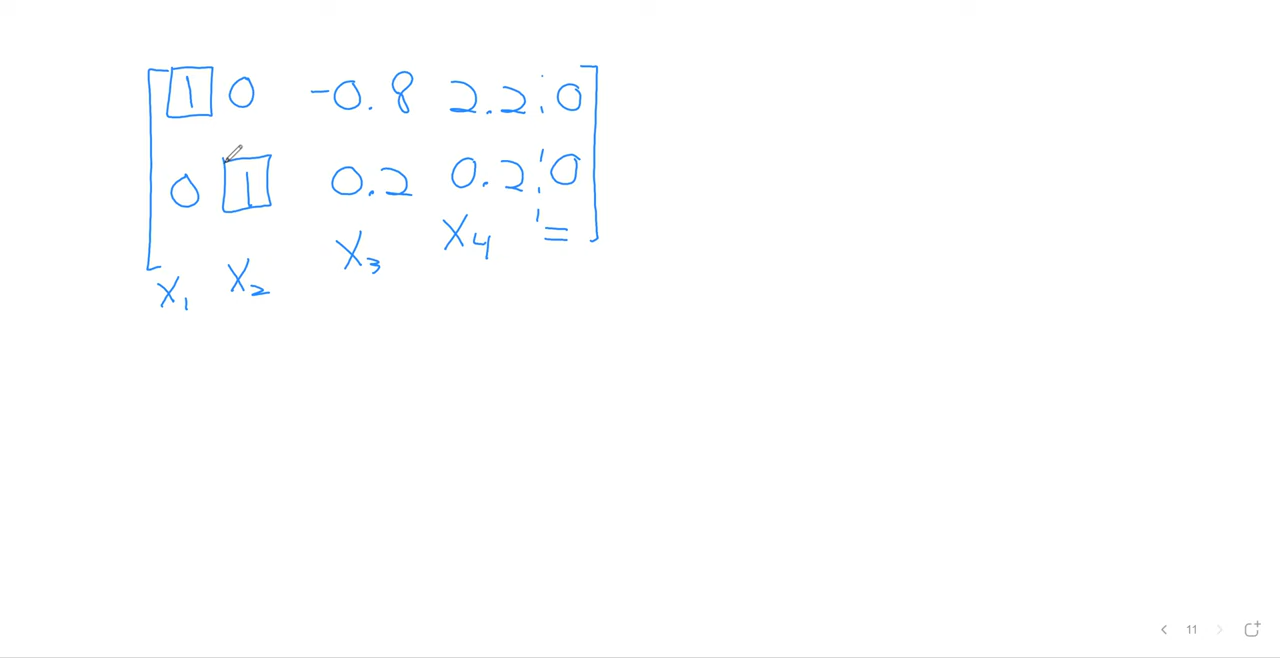 1 0 -0.8 2.2 0
0 1 0.2 0.2 0
x₁ x₂ x₃ x₄ =
11